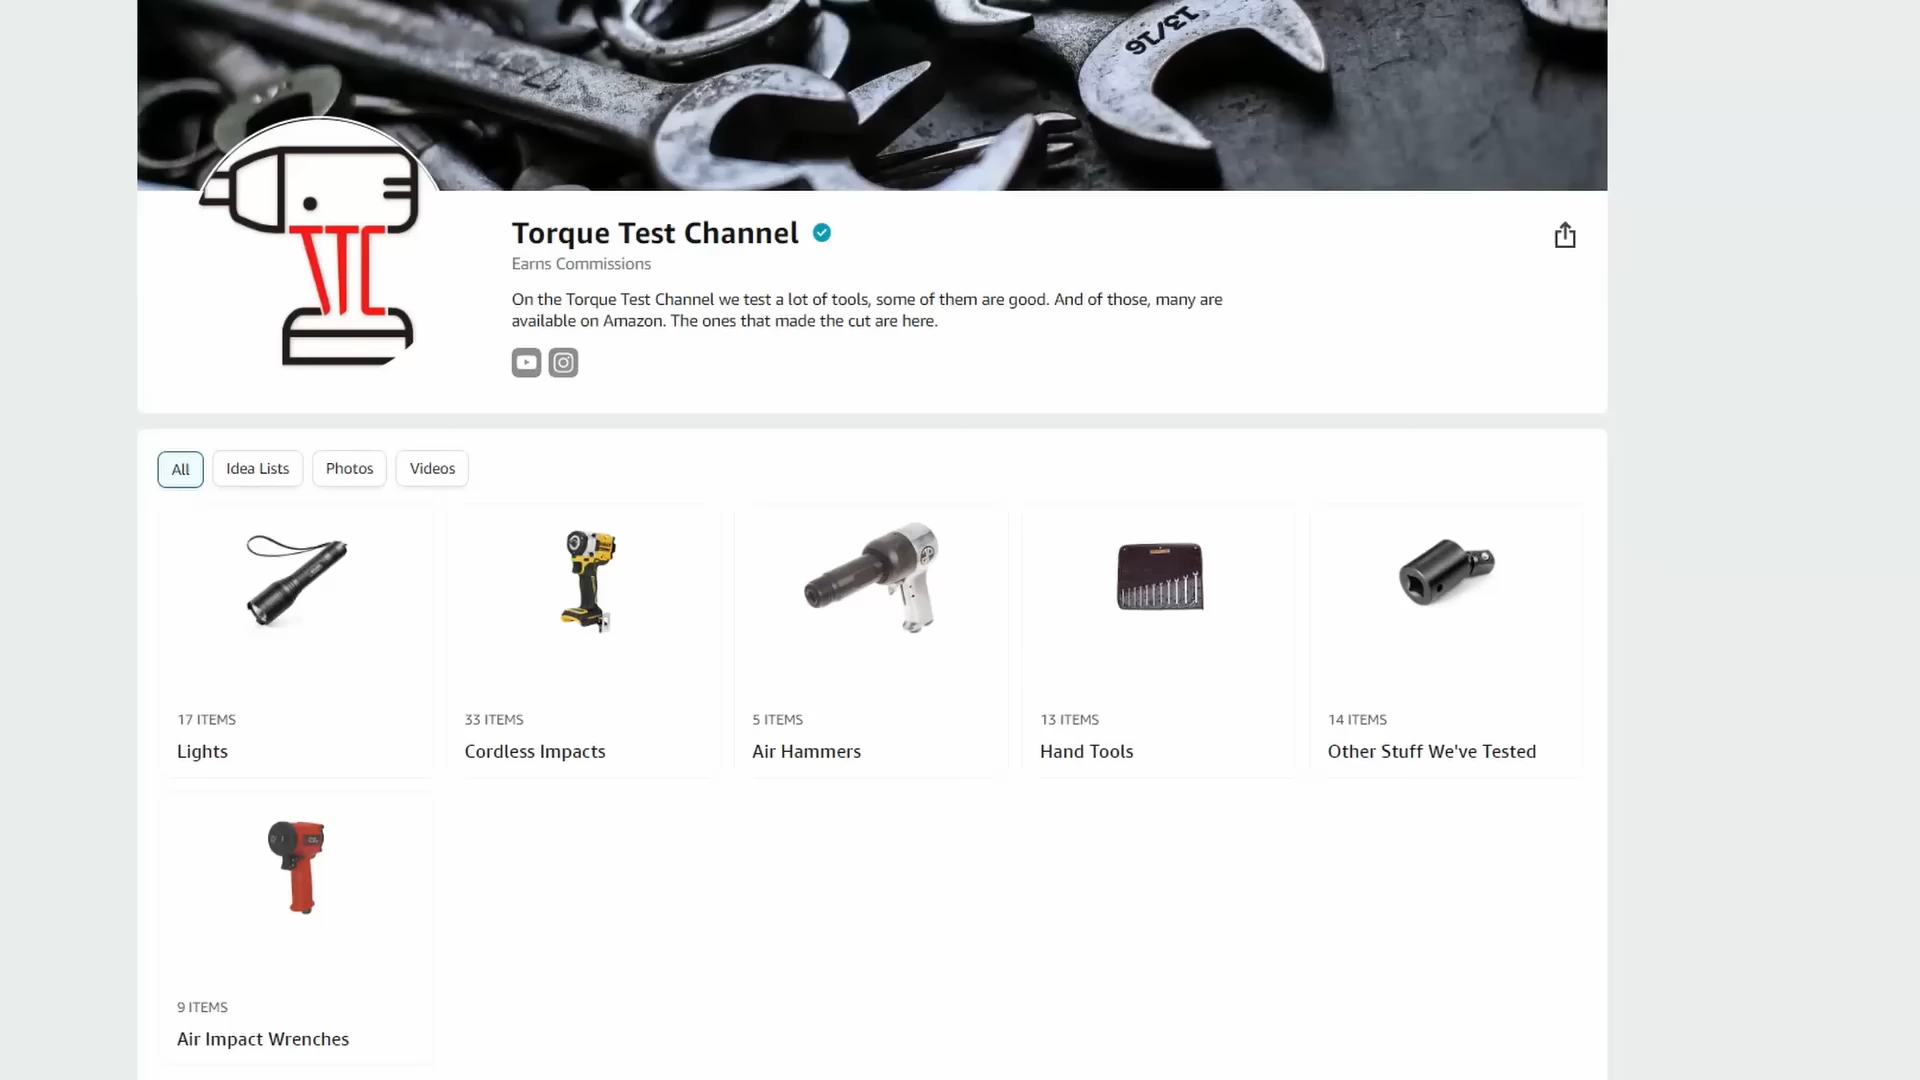 13/16
Torque Test Channel
Earns Commissions
On the Torque Test Channel we test a lot of tools, some of them are good. And of those, many are
available on Amazon. The ones that made the cut are here.
All
Idea Lists
Photos
Videos
17 ITEMS
Lights
33 ITEMS
Cordless Impacts
5 ITEMS
Air Hammers
13 ITEMS
Hand Tools
14 ITEMS
Other Stuff We've Tested
9 ITEMS
Air Impact Wrenches